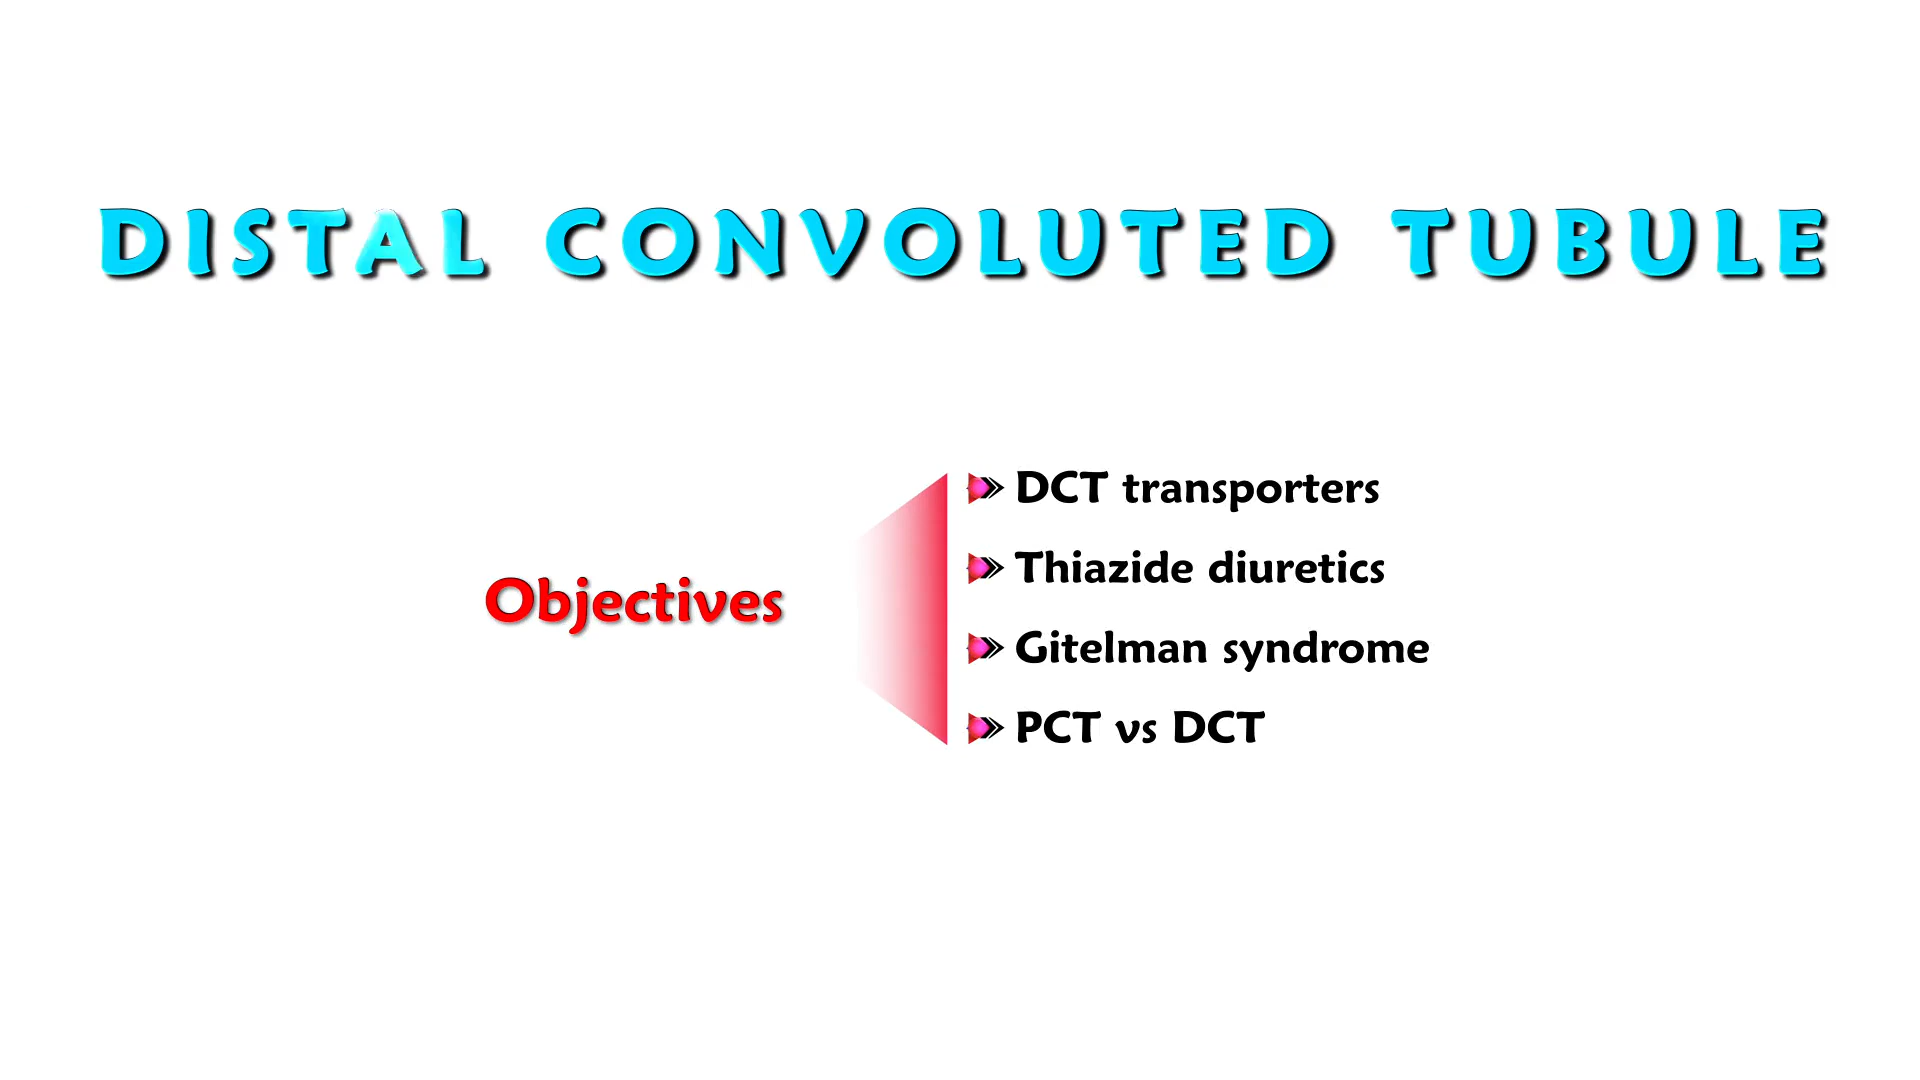 DISTAL CONVOLUTED TUBULE
Objectives
DCT transporters
Thiazide diuretics
Gitelman syndrome
PCT vs DCT